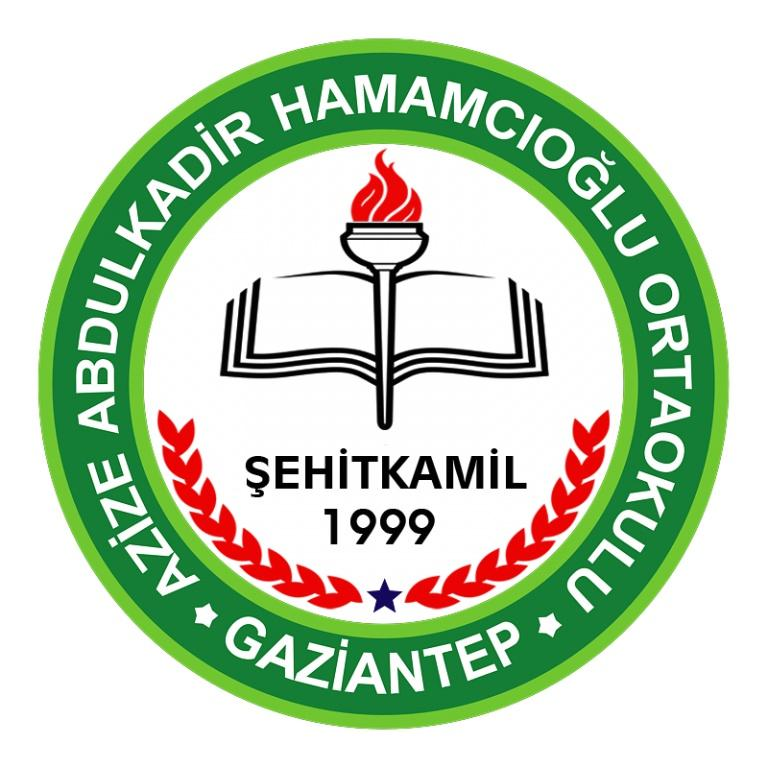 AZİZE ABDULKADİR HAMAMCIOĞLU ORTAOKULU
ŞEHİTKAMİL
1999
GAZİANTEP